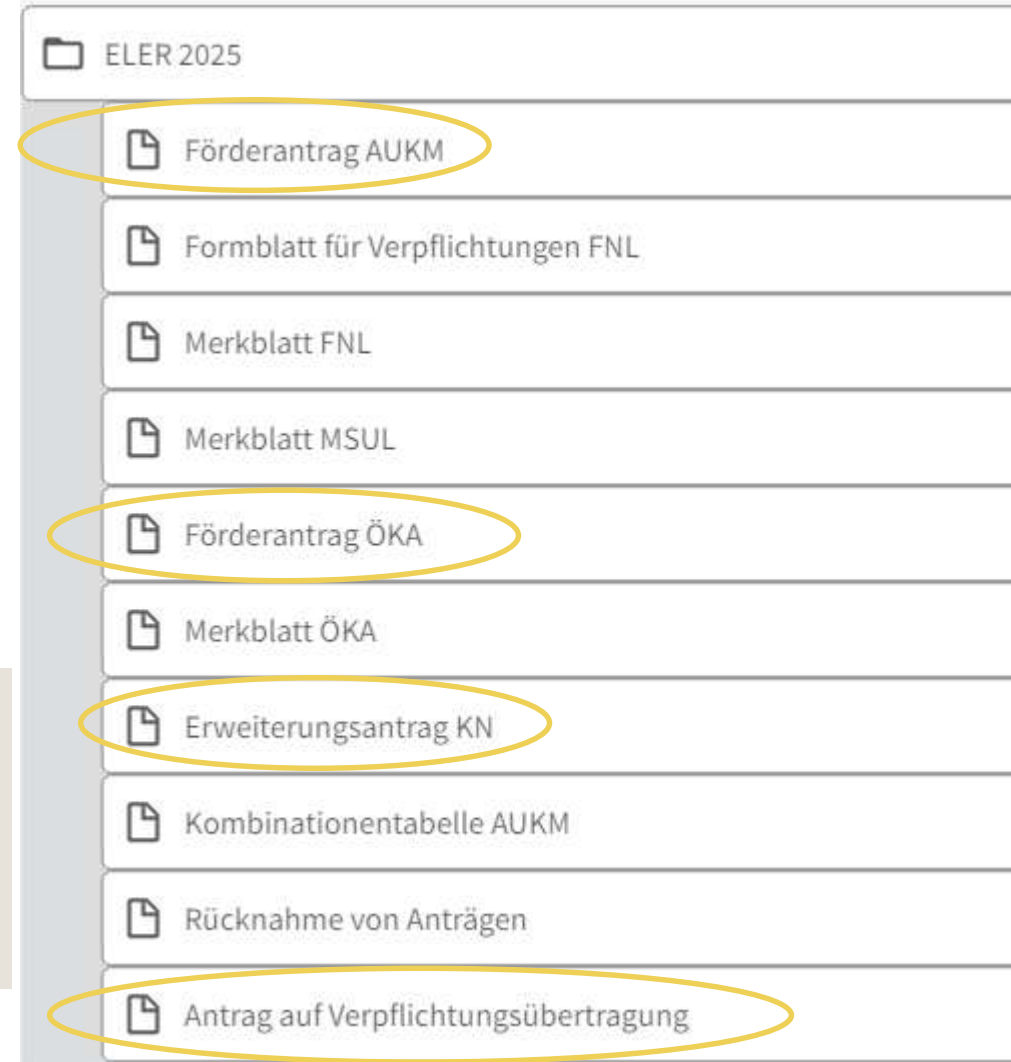 ELER 2025
Förderantrag AUKM
Formblatt für Verpflichtungen FNL
Merkblatt FNL
Merkblatt MSUL
Förderantrag ÖKA
Merkblatt ÖKA
Erweiterungsantrag KN
Kombinationentabelle AUKM
Rücknahme von Anträgen
Antrag auf Verpflichtungsübertragung